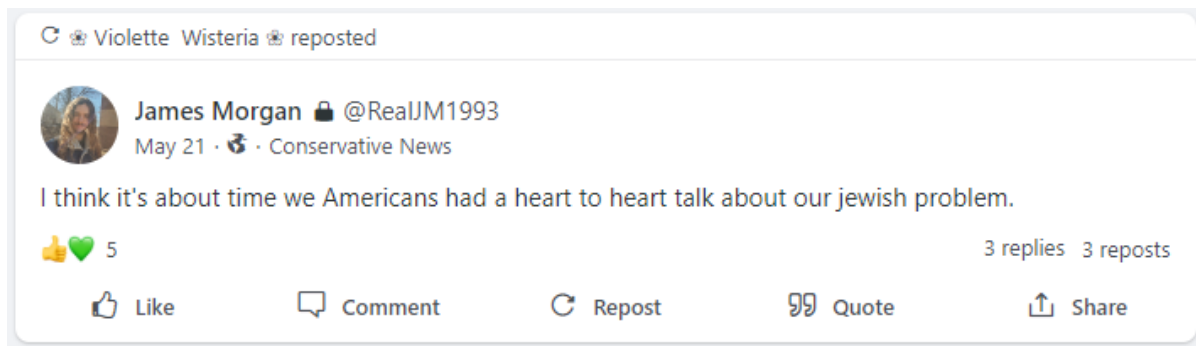 Violette Wisteria reposted
James Morgan @RealJM1993
May 21 · Conservative News
I think it's about time we Americans had a heart to heart talk about our jewish problem.
5 3 replies 3 reposts
Like Comment Repost Quote Share